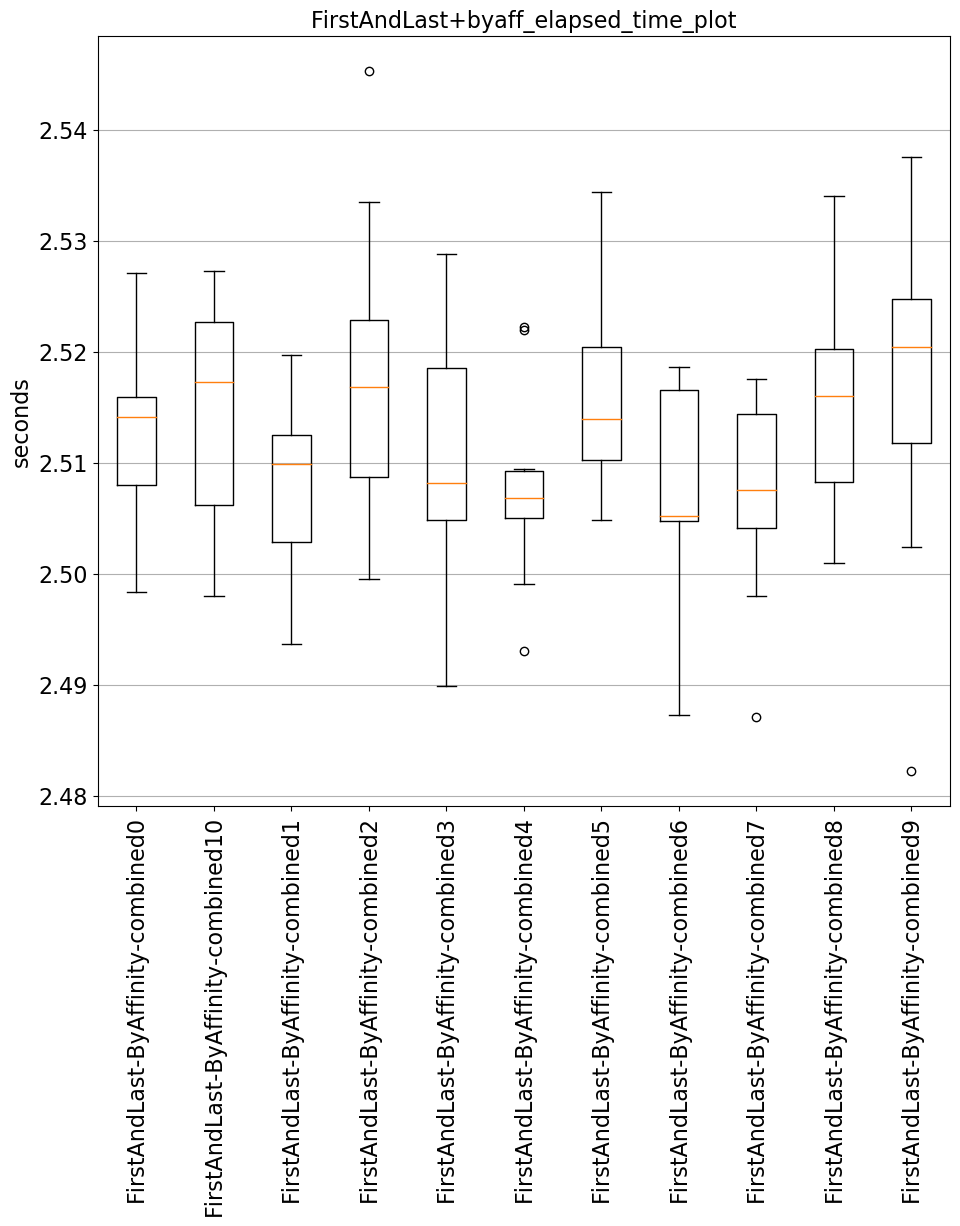 FirstAndLast+byaff_elapsed_time_plot
seconds
2.54
2.53
2.52
2.51
2.50
2.49
2.48
FirstAndLast-ByAffinity-combined0
FirstAndLast-ByAffinity-combined10
FirstAndLast-ByAffinity-combined1
FirstAndLast-ByAffinity-combined2
FirstAndLast-ByAffinity-combined3
FirstAndLast-ByAffinity-combined4
FirstAndLast-ByAffinity-combined5
FirstAndLast-ByAffinity-combined6
FirstAndLast-ByAffinity-combined7
FirstAndLast-ByAffinity-combined8
FirstAndLast-ByAffinity-combined9